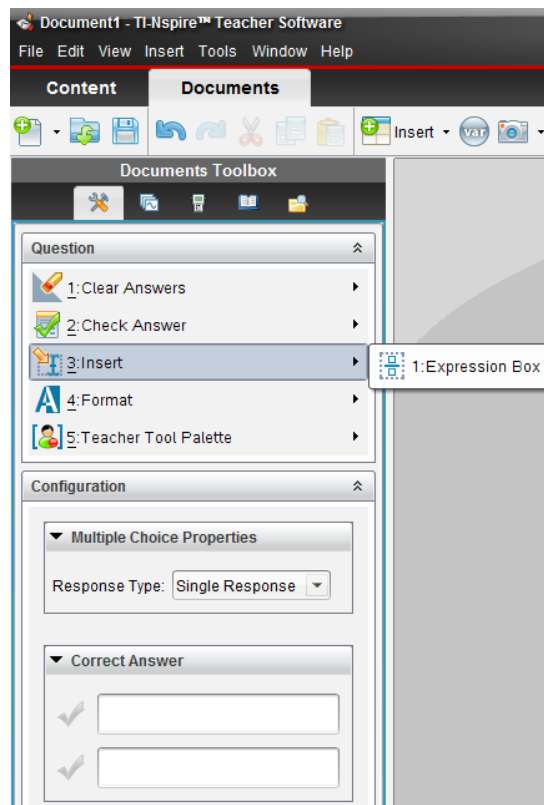 Document1 - TI-Nspire™ Teacher Software
File Edit View Insert Tools Window Help
Content Documents
Insert var
Documents Toolbox
Question
1:Clear Answers
2:Check Answer
3:Insert
1:Expression Box
4:Format
5:Teacher Tool Palette
Configuration
Multiple Choice Properties
Response Type: Single Response
Correct Answer